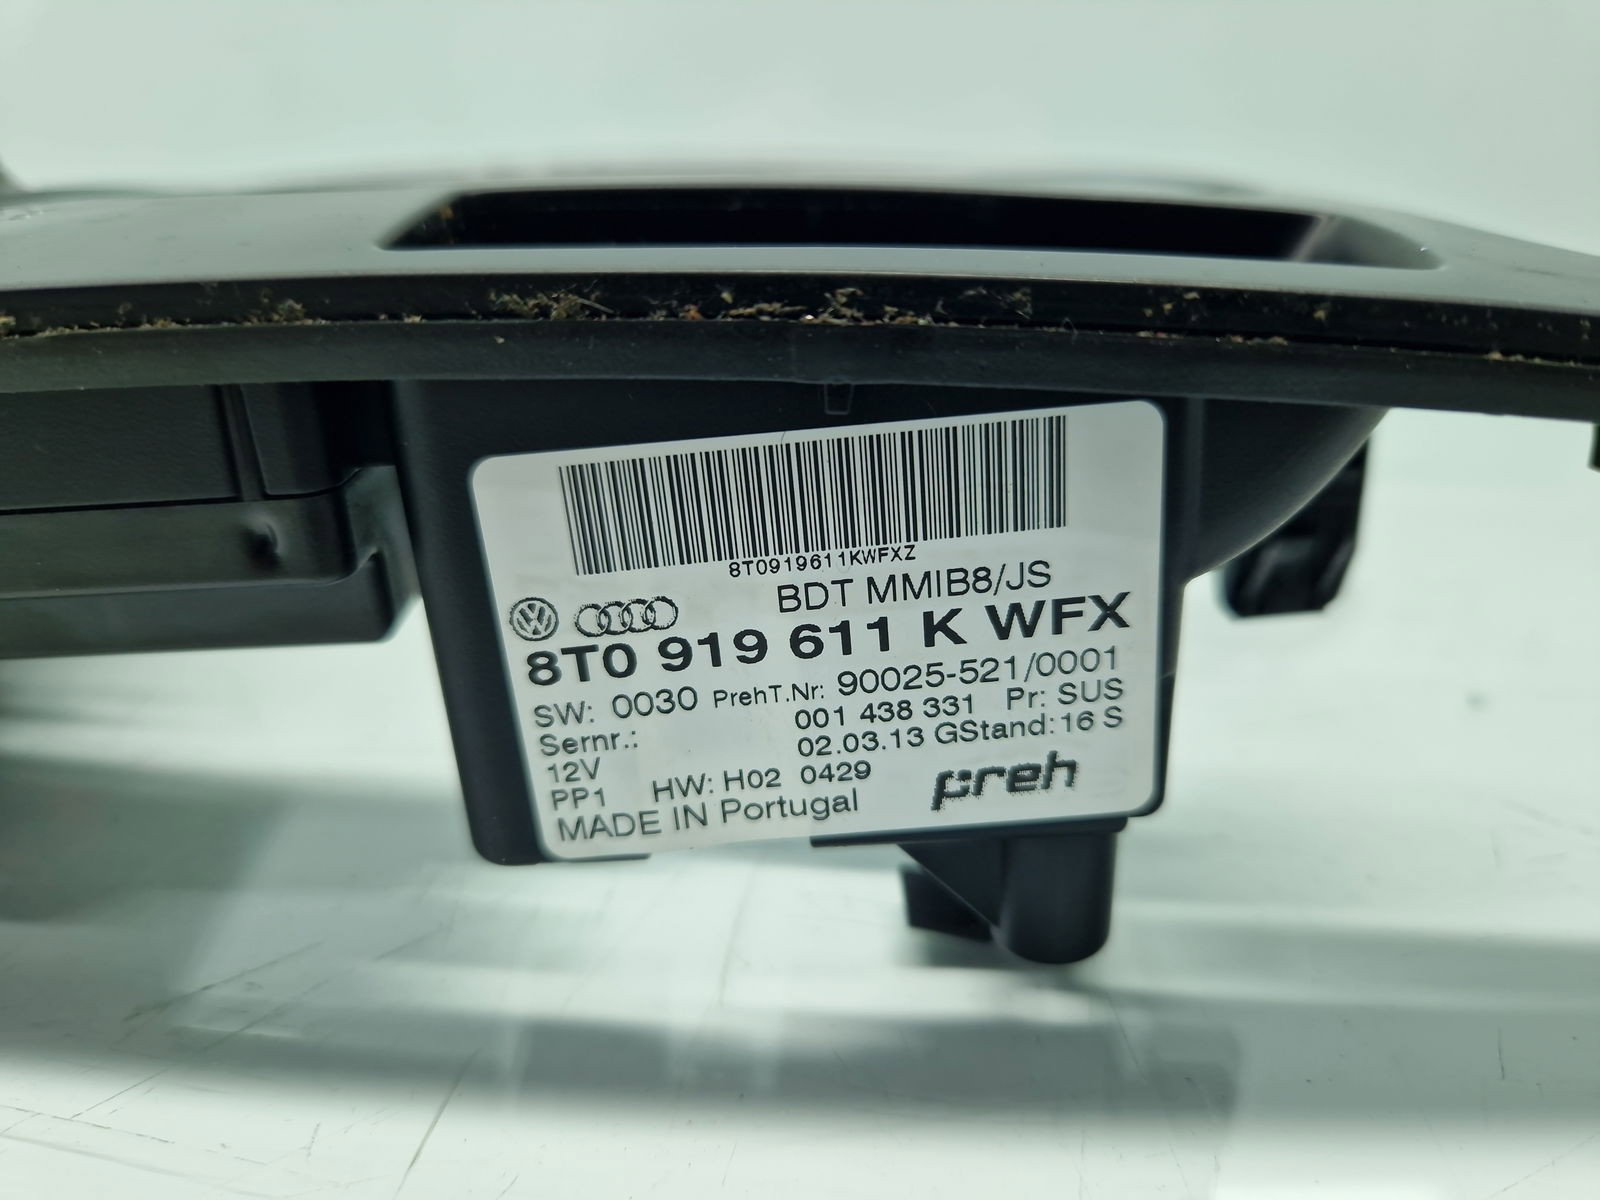 8T0919611KWFXZ
BDT MMIB8/JS
8T0 919 611 K WFX
SW: 0030 PrehT.Nr: 90025-521/0001
Sernr.: 001 438 331 Pr: SUS
12V 02.03.13 GStand: 16 S
PP1 HW: H02 0429
MADE IN Portugal preh